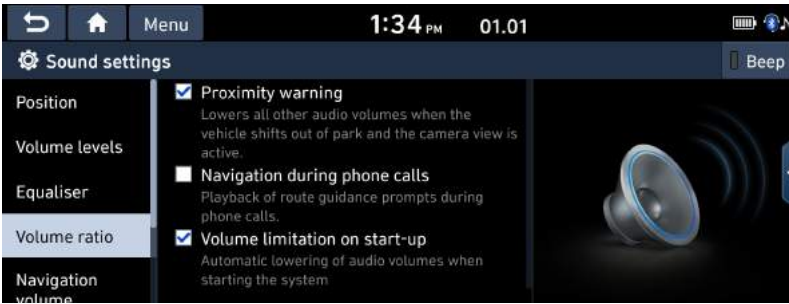 Menu
1:34 PM
01.01
Sound settings
Beep
Position
Volume levels
Equaliser
Volume ratio
Navigation
volume
Proximity warning
Lowers all other audio volumes when the
vehicle shifts out of park and the camera view is
active.
Navigation during phone calls
Playback of route guidance prompts during
phone calls.
Volume limitation on start-up
Automatic lowering of audio volumes when
starting the system